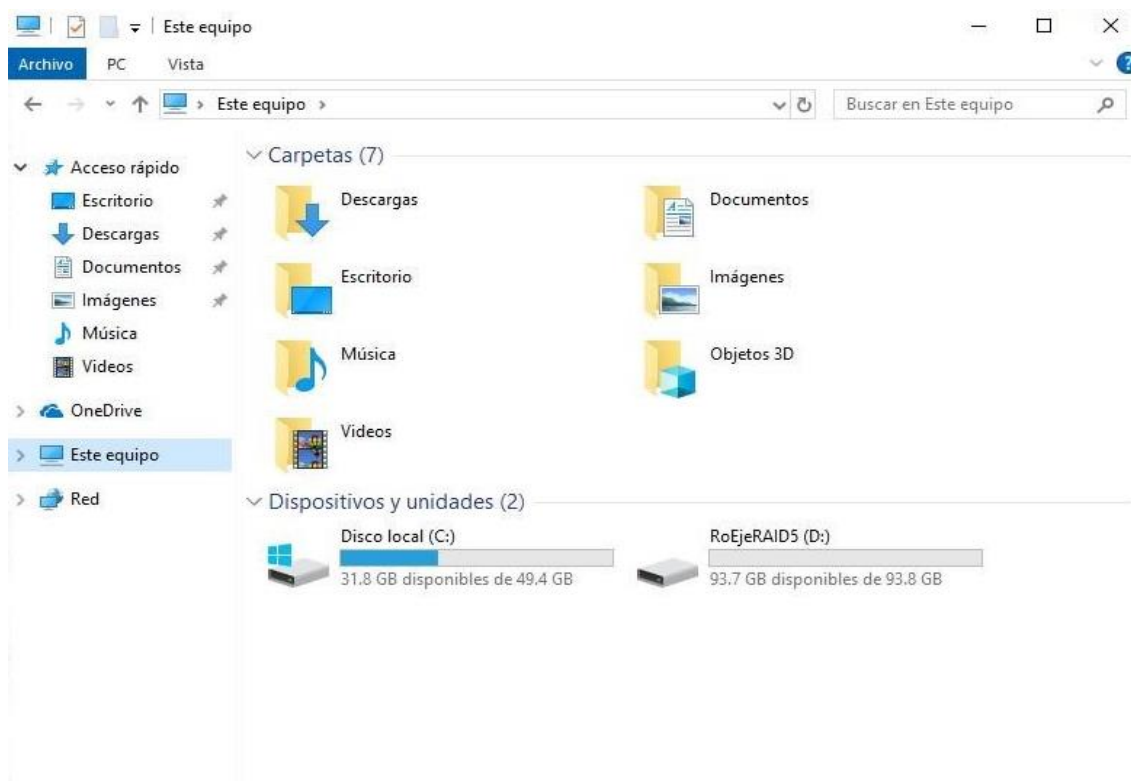 Este equipo
Archivo PC Vista
Este equipo
Buscar en Este equipo
Acceso rápido
Escritorio
Descargas
Documentos
Imágenes
Música
Videos
OneDrive
Este equipo
Red
Carpetas (7)
Descargas
Documentos
Escritorio
Imágenes
Música
Objetos 3D
Videos
Dispositivos y unidades (2)
Disco local (C:)
31.8 GB disponibles de 49.4 GB
RoEjeRAID5 (D:)
93.7 GB disponibles de 93.8 GB